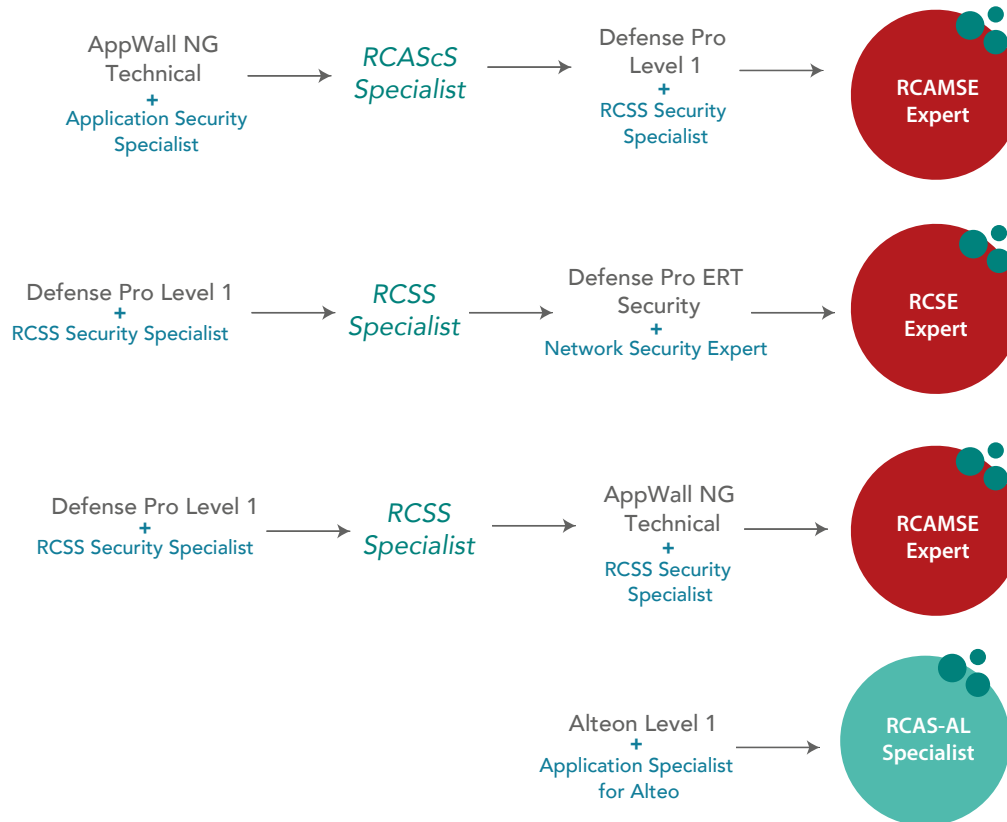 AppWall NG
Technical
+
Application Security
Specialist
RCAScS
Specialist
Defense Pro
Level 1
+
RCSS Security
Specialist
RCAMSE
Expert
Defense Pro Level 1
+
RCSS Security Specialist
RCSS
Specialist
Defense Pro ERT
Security
+
Network Security Expert
RCSE
Expert
Defense Pro Level 1
+
RCSS Security Specialist
RCSS
Specialist
AppWall NG
Technical
+
RCSS Security
Specialist
RCAMSE
Expert
Alteon Level 1
+
Application Specialist
for Alteo
RCAS-AL
Specialist